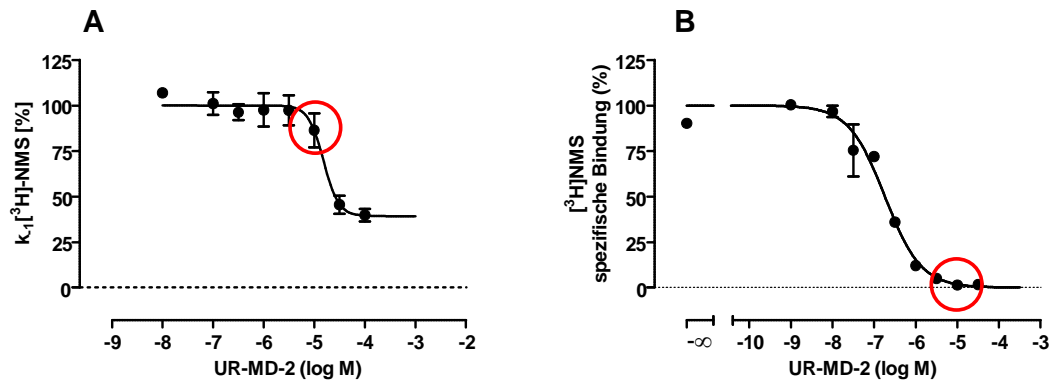 A
125
100
75
50
25
0
k-1[³H]-NMS [%]
-9 -8 -7 -6 -5 -4 -3 -2
UR-MD-2 (log M)
B
125
100
75
50
25
0
[³H]NMS
spezifische Bindung (%)
-∞ -10 -9 -8 -7 -6 -5 -4 -3
UR-MD-2 (log M)